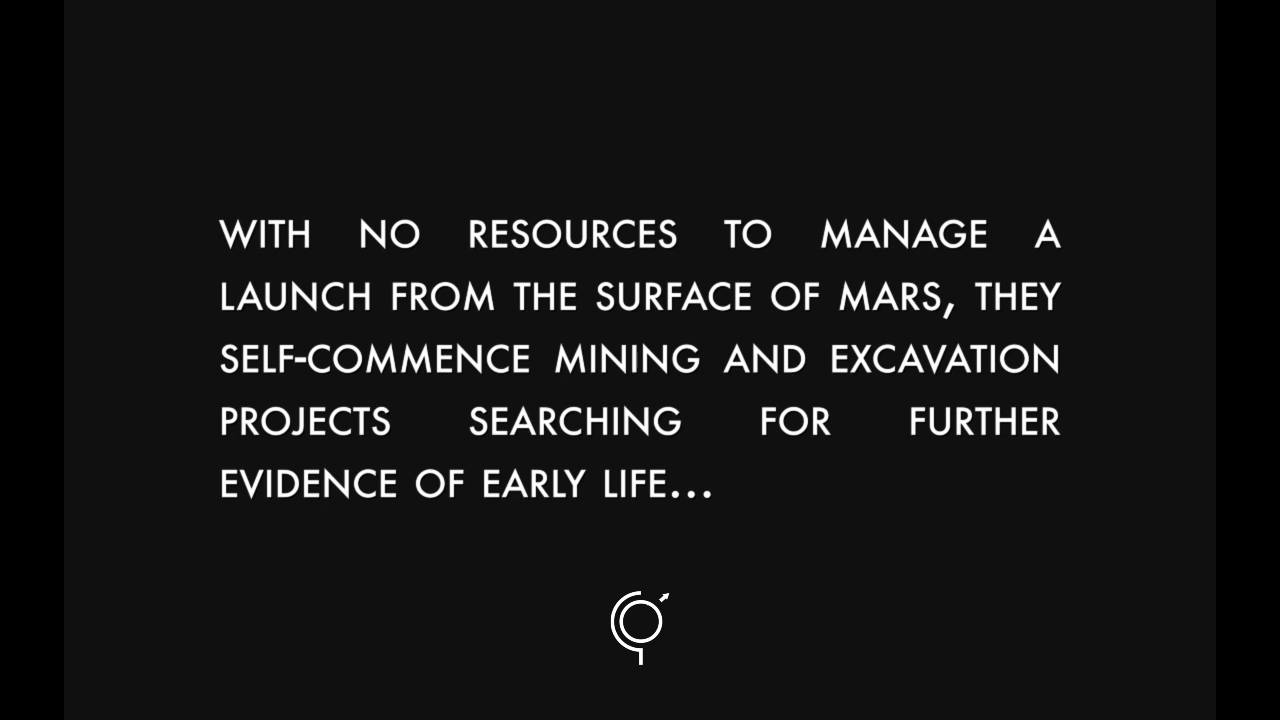 WITH NO RESOURCES TO MANAGE A
LAUNCH FROM THE SURFACE OF MARS, THEY
SELF-COMMENCE MINING AND EXCAVATION
PROJECTS SEARCHING FOR FURTHER
EVIDENCE OF EARLY LIFE...